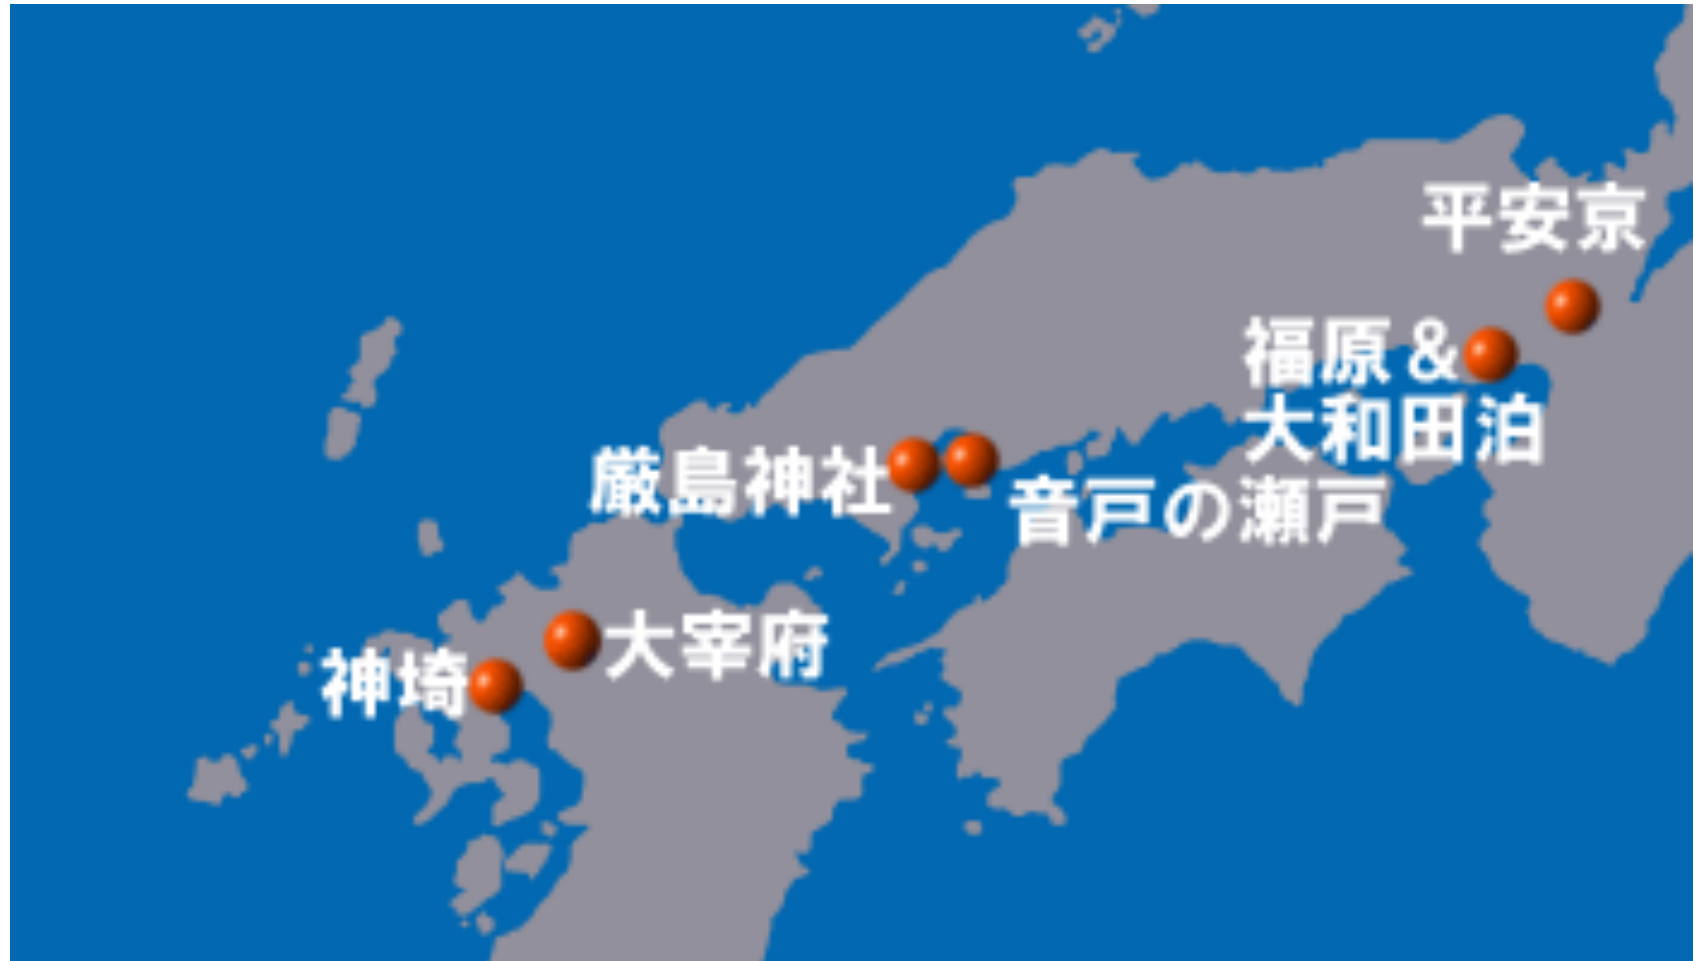 平安京
福原&
大和田泊
厳島神社
音戸の瀬戸
大宰府
神埼